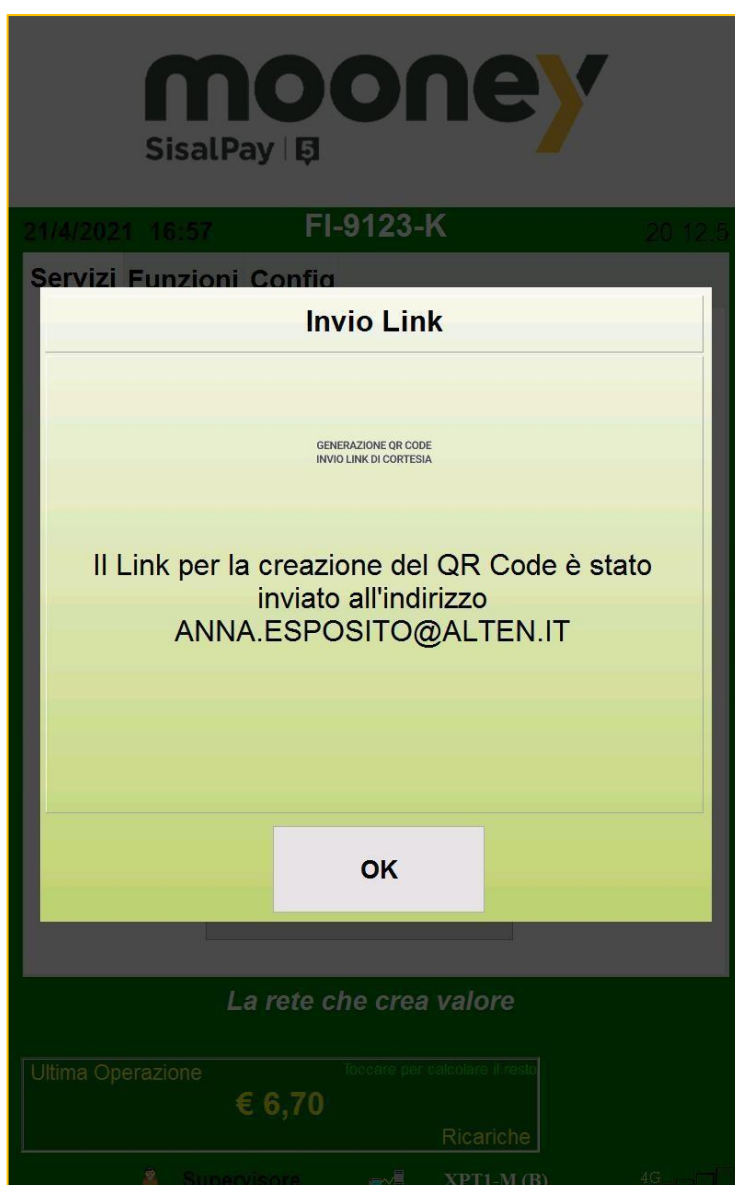 mooney
SisalPay | 5
21/4/2021 16:57 FI-9123-K 20 12.5
Servizi Funzioni Config
Invio Link
GENERAZIONE QR CODE
INVIO LINK DI CORTESIA
Il Link per la creazione del QR Code è stato
inviato all'indirizzo
ANNA.ESPOSITO@ALTEN.IT
OK
La rete che crea valore
Ultima Operazione Toccare per calcolare il resto
€ 6,70
Ricariche
Supervisore XPT1-M (B) 4G